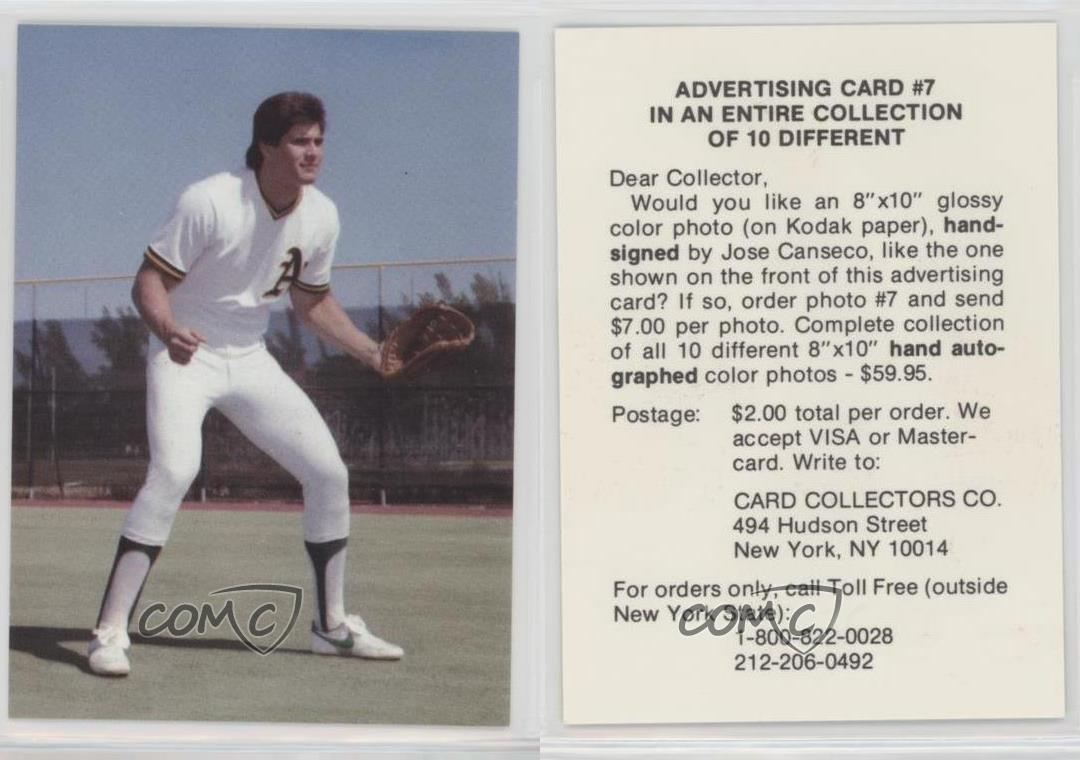 A's
COMC
ADVERTISING CARD #7
IN AN ENTIRE COLLECTION
OF 10 DIFFERENT
Dear Collector,
Would you like an 8"x10" glossy
color photo (on Kodak paper), hand-
signed by Jose Canseco, like the one
shown on the front of this advertising
card? If so, order photo #7 and send
$7.00 per photo. Complete collection
of all 10 different 8"x10" hand auto-
graphed color photos - $59.95.
Postage: $2.00 total per order. We
accept VISA or Master-
card. Write to:
CARD COLLECTORS CO.
494 Hudson Street
New York, NY 10014
For orders only, call Toll Free (outside
New York State):
COMC
1-800-822-0028
212-206-0492